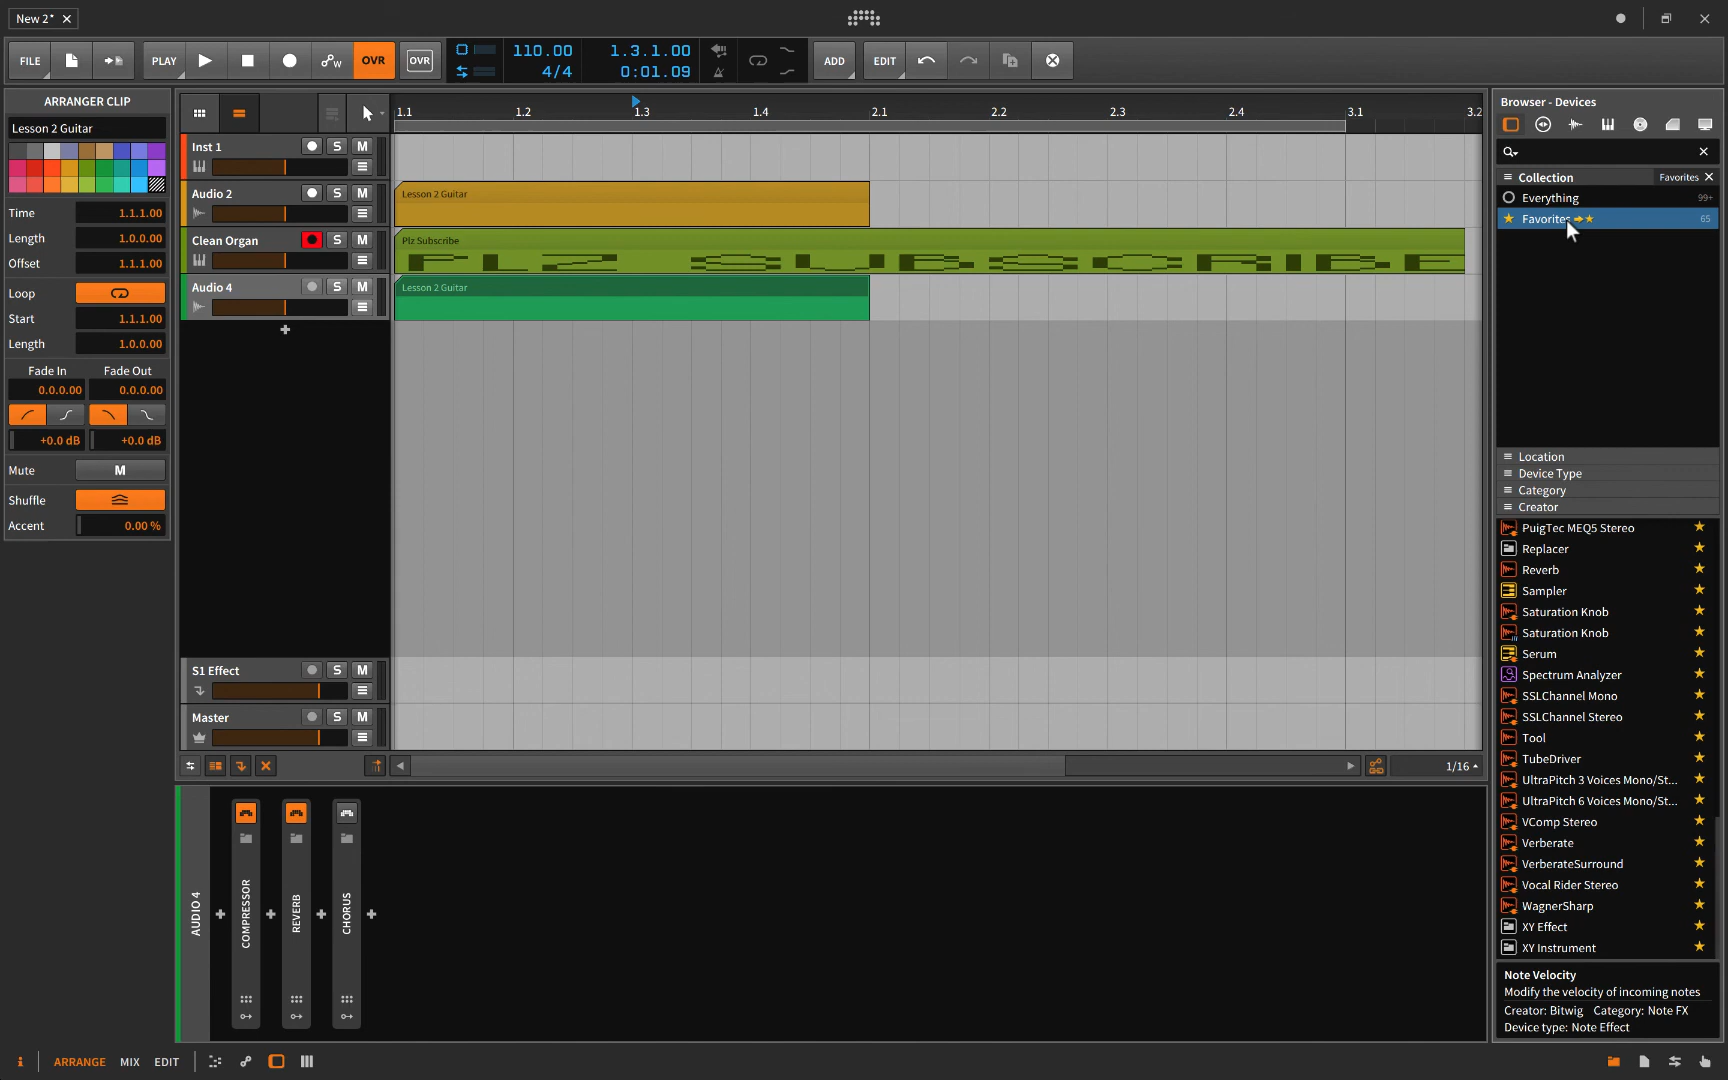 New 2*
FILE
PLAY
OVR
OVR
110.00
4/4
1.3.1.00
0:01.09
ADD
EDIT
ARRANGER CLIP
Lesson 2 Guitar
Time 1.1.1.00
Length 1.0.0.00
Offset 1.1.1.00
Loop
Start 1.1.1.00
Length 1.0.0.00
Fade In Fade Out
0.0.0.00 0.0.0.00
+0.0 dB +0.0 dB
Mute M
Shuffle
Accent 0.00 %
1.1 1.2 1.3 1.4 2.1 2.2 2.3 2.4 3.1 3.2
Inst 1 S M
Audio 2 S M
Lesson 2 Guitar
Clean Organ S M
Plz Subscribe
PLZ SUBSCRIBE
Audio 4 S M
Lesson 2 Guitar
S1 Effect S M
Master S M
1/16
AUDIO 4
COMPRESSOR
REVERB
CHORUS
ARRANGE MIX EDIT
Browser - Devices
Collection Favorites
Everything 99+
Favorites 65
Location
Device Type
Category
Creator
PuigTec MEQ5 Stereo
Replacer
Reverb
Sampler
Saturation Knob
Saturation Knob
Serum
Spectrum Analyzer
SSLChannel Mono
SSLChannel Stereo
Tool
TubeDriver
UltraPitch 3 Voices Mono/St...
UltraPitch 6 Voices Mono/St...
VComp Stereo
Verberate
VerberateSurround
Vocal Rider Stereo
WagnerSharp
XY Effect
XY Instrument
Note Velocity
Modify the velocity of incoming notes
Creator: Bitwig Category: Note FX
Device type: Note Effect